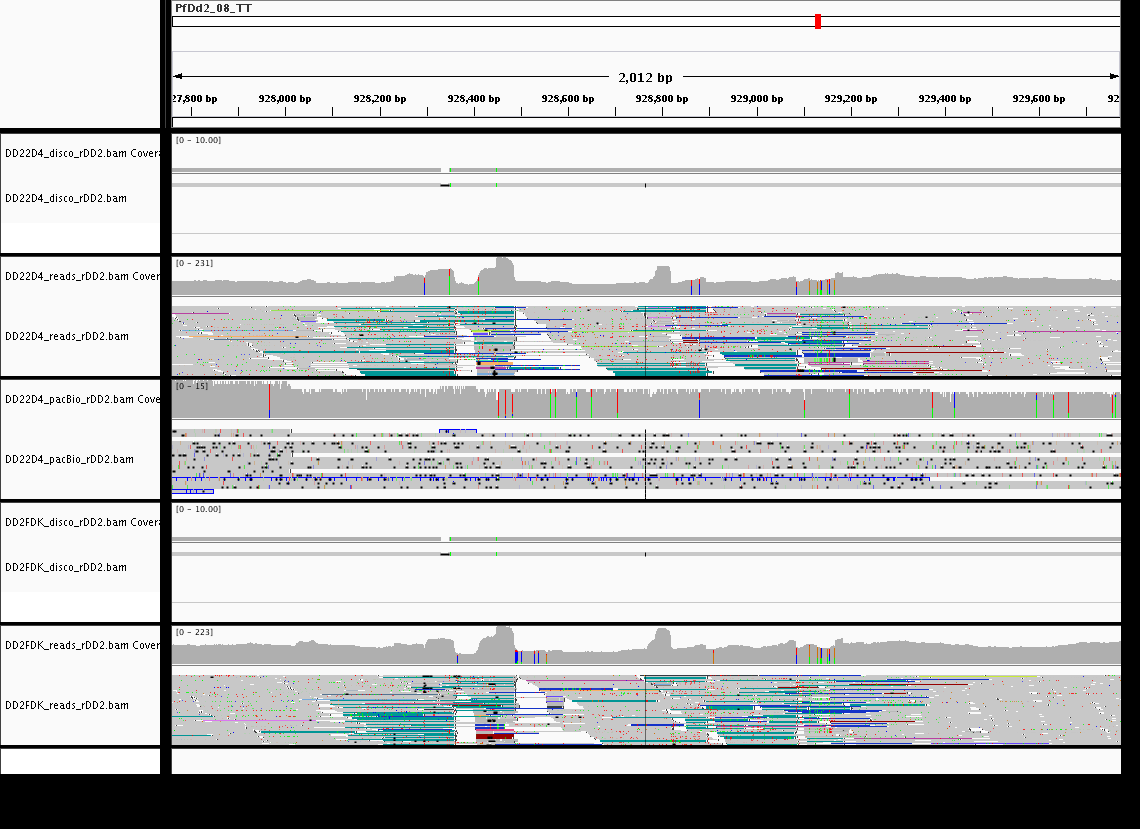 PfDd2_08_TT
2,012 bp
27,800 bp 928,000 bp 928,200 bp 928,400 bp 928,600 bp 928,800 bp 929,000 bp 929,200 bp 929,400 bp 929,600 bp 92
[0 - 10.00]
DD22D4_disco_rDD2.bam Covera
DD22D4_disco_rDD2.bam
[0 - 231]
DD22D4_reads_rDD2.bam Cover
DD22D4_reads_rDD2.bam
[0 - 15]
DD22D4_pacBio_rDD2.bam Cove
DD22D4_pacBio_rDD2.bam
[0 - 10.00]
DD2FDK_disco_rDD2.bam Covera
DD2FDK_disco_rDD2.bam
[0 - 223]
DD2FDK_reads_rDD2.bam Cover
DD2FDK_reads_rDD2.bam